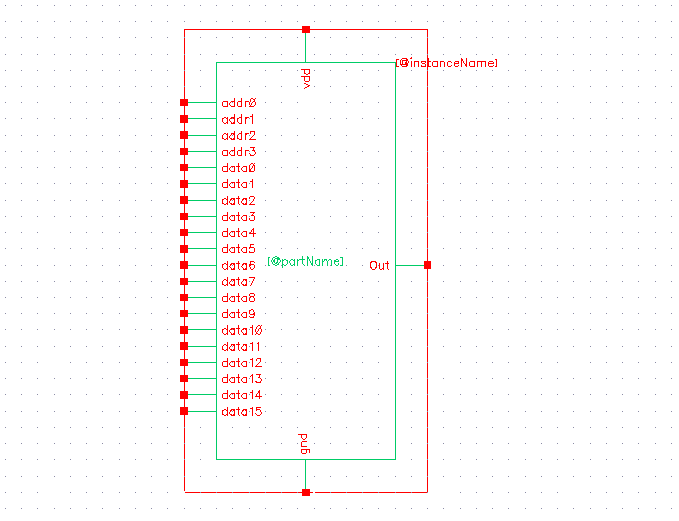 vdd
[@instanceName]
addr0
addr1
addr2
addr3
data0
data1
data2
data3
data4
data5
data6
[@partName]
Out
data7
data8
data9
data10
data11
data12
data13
data14
data15
gnd